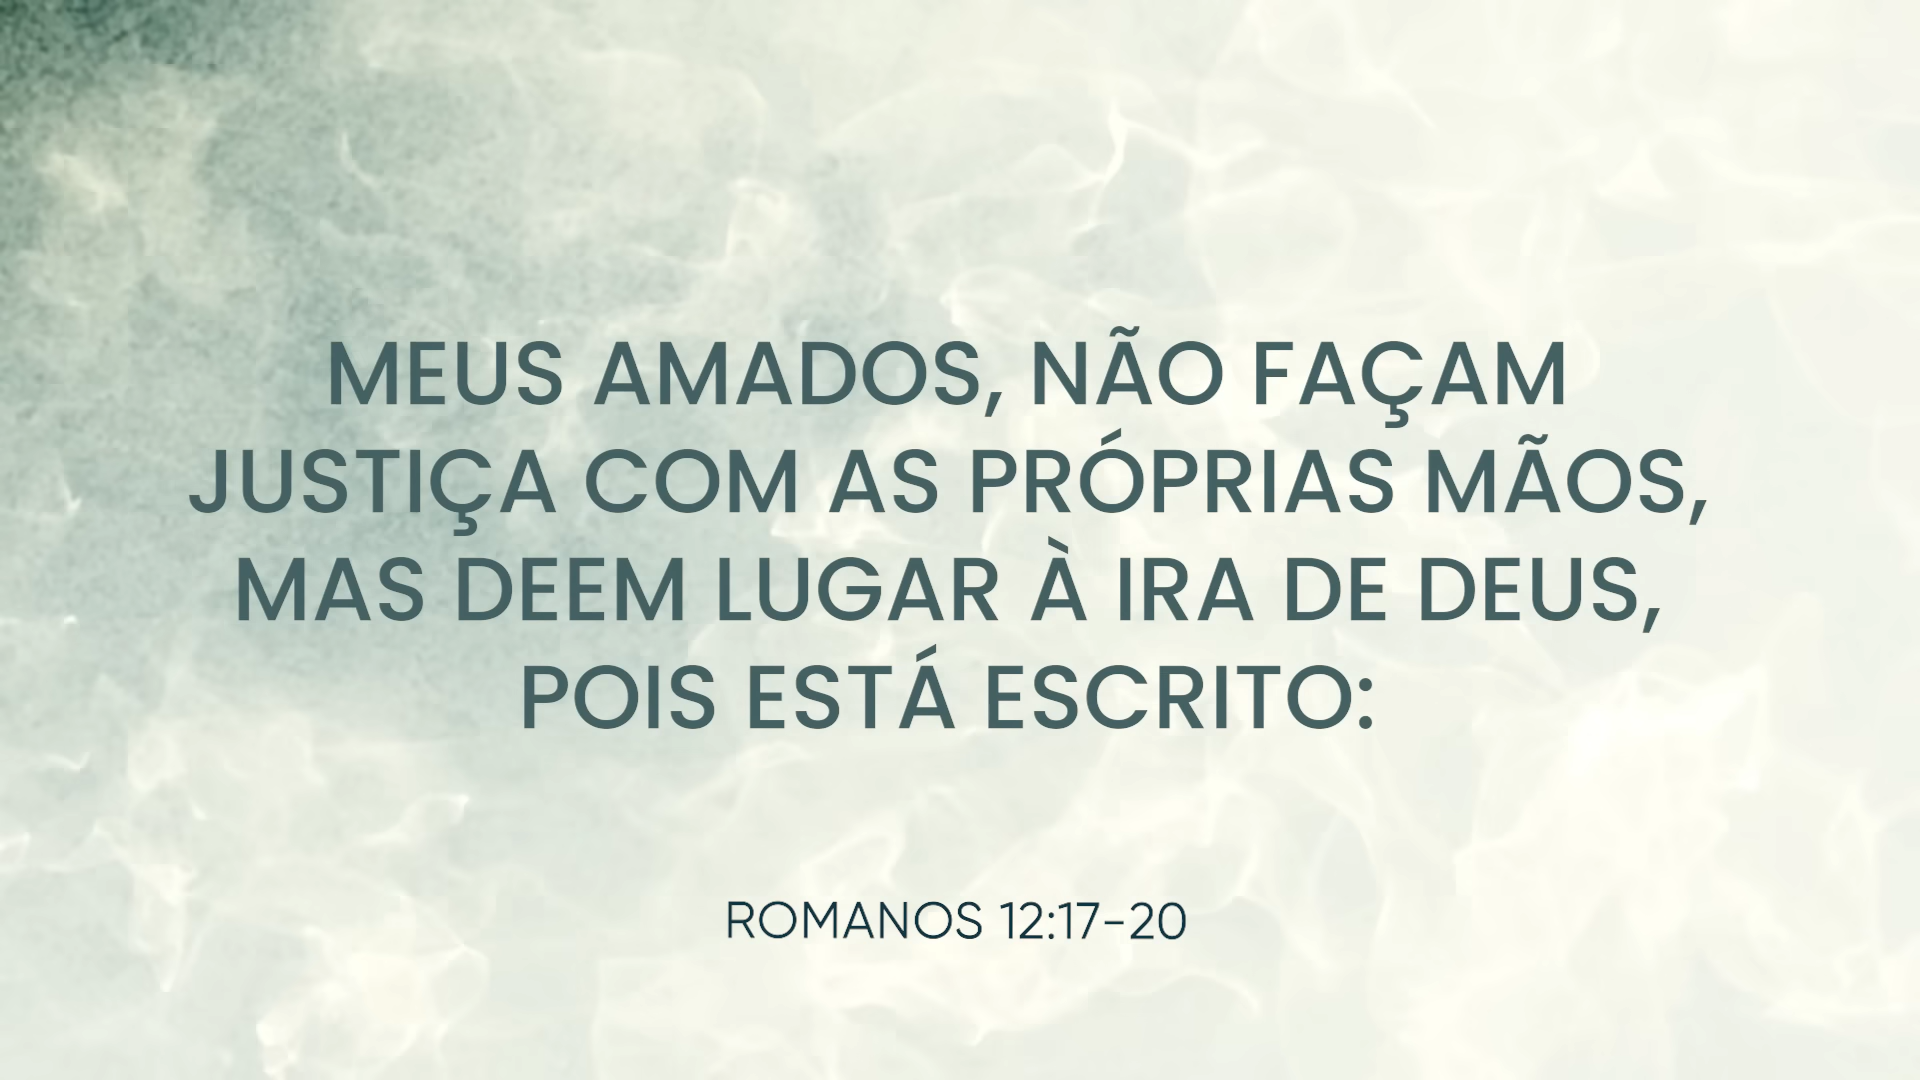 MEUS AMADOS, NÃO FAÇAM
JUSTIÇA COM AS PRÓPRIAS MÃOS,
MAS DEEM LUGAR À IRA DE DEUS,
POIS ESTÁ ESCRITO:
ROMANOS 12:17-20